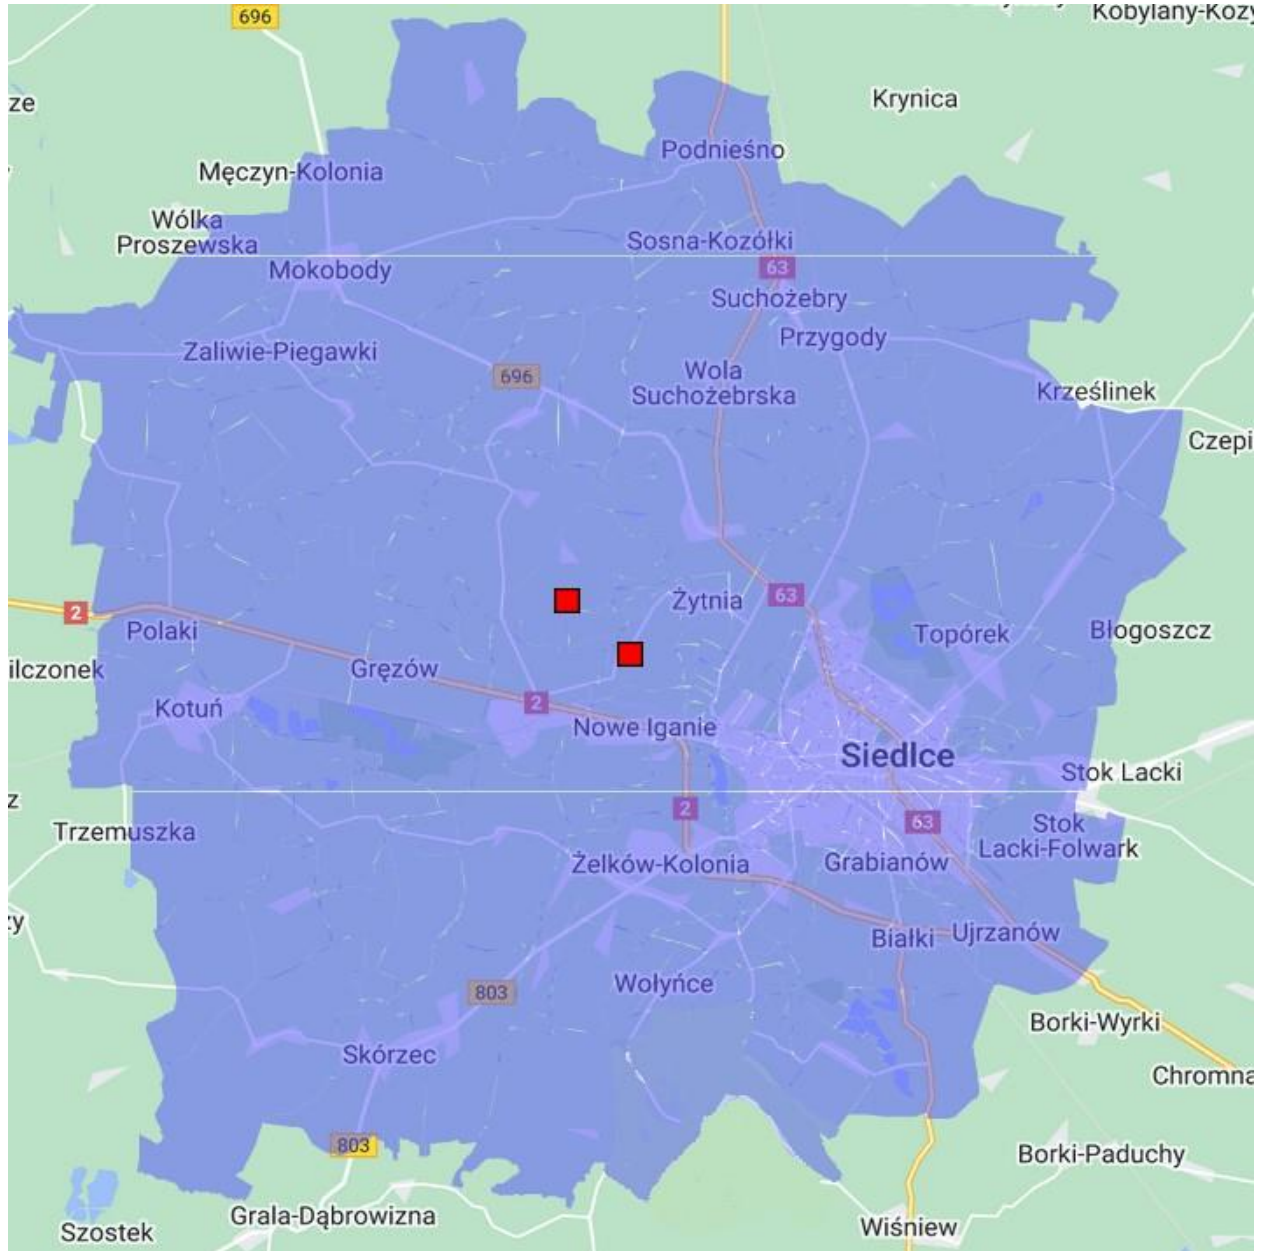 696
Kobylany-Kozy
ze
Krynica
Podnieśno
Męczyn-Kolonia
Wólka
Proszewska
Sosna-Kozółki
Mokobody
63
Suchożebry
Przygody
Zaliwie-Piegawki
696
Wola
Suchożebrska
Krześlinek
Czepi
Żytnia
63
2
Polaki
Topórek
Błogoszcz
ilczonek
Gręzów
Kotuń
2
Nowe Iganie
Siedlce
Stok Lacki
z
2
63
Trzemuszka
Stok
Lacki-Folwark
Żelków-Kolonia
Grabianów
zy
Białki
Ujrzanów
Wołyńce
803
Borki-Wyrki
Skórzec
Chromna
803
Borki-Paduchy
Grala-Dąbrowizna
Szostek
Wiśniew